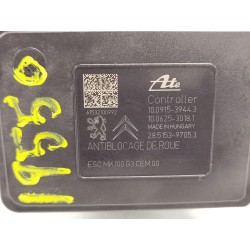 Ate
Controller
10.0915-3944.3
10.0625-3018.1
MADE IN HUNGARY
28.5153-9705.3
ANTIBLOCAGE DE ROUE
ESC MK100 G3 CEM 00